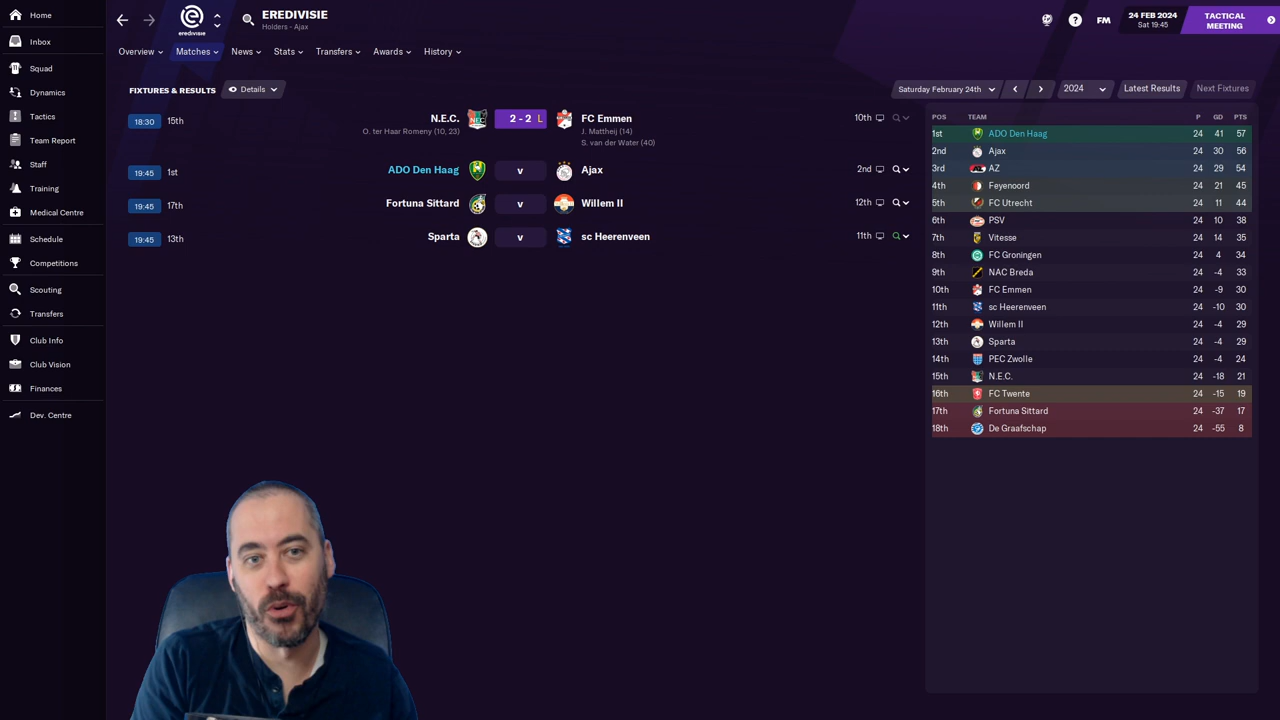 Home
Inbox
Squad
Dynamics
Tactics
Team Report
Staff
Training
Medical Centre
Schedule
Competitions
Scouting
Transfers
Club Info
Club Vision
Finances
Dev. Centre
eredivisie
EREDIVISIE
Holders - Ajax
FM
24 FEB 2024
Sat 19:45
TACTICAL
MEETING
Overview Matches News Stats Transfers Awards History
FIXTURES & RESULTS Details
Saturday February 24th 2024 Latest Results Next Fixtures
18:30 15th N.E.C. 2 - 2 L FC Emmen 10th
O. ter Haar Romeny (10, 23) J. Mattheij (14)
S. van der Water (40)
19:45 1st ADO Den Haag v Ajax 2nd
19:45 17th Fortuna Sittard v Willem II 12th
19:45 13th Sparta v sc Heerenveen 11th
POS TEAM P GD PTS
1st ADO Den Haag 24 41 57
2nd Ajax 24 30 56
3rd AZ 24 29 54
4th Feyenoord 24 21 45
5th FC Utrecht 24 11 44
6th PSV 24 10 38
7th Vitesse 24 14 35
8th FC Groningen 24 4 34
9th NAC Breda 24 -4 33
10th FC Emmen 24 -9 30
11th sc Heerenveen 24 -10 30
12th Willem II 24 -4 29
13th Sparta 24 -4 29
14th PEC Zwolle 24 -4 24
15th N.E.C. 24 -18 21
16th FC Twente 24 -15 19
17th Fortuna Sittard 24 -37 17
18th De Graafschap 24 -55 8